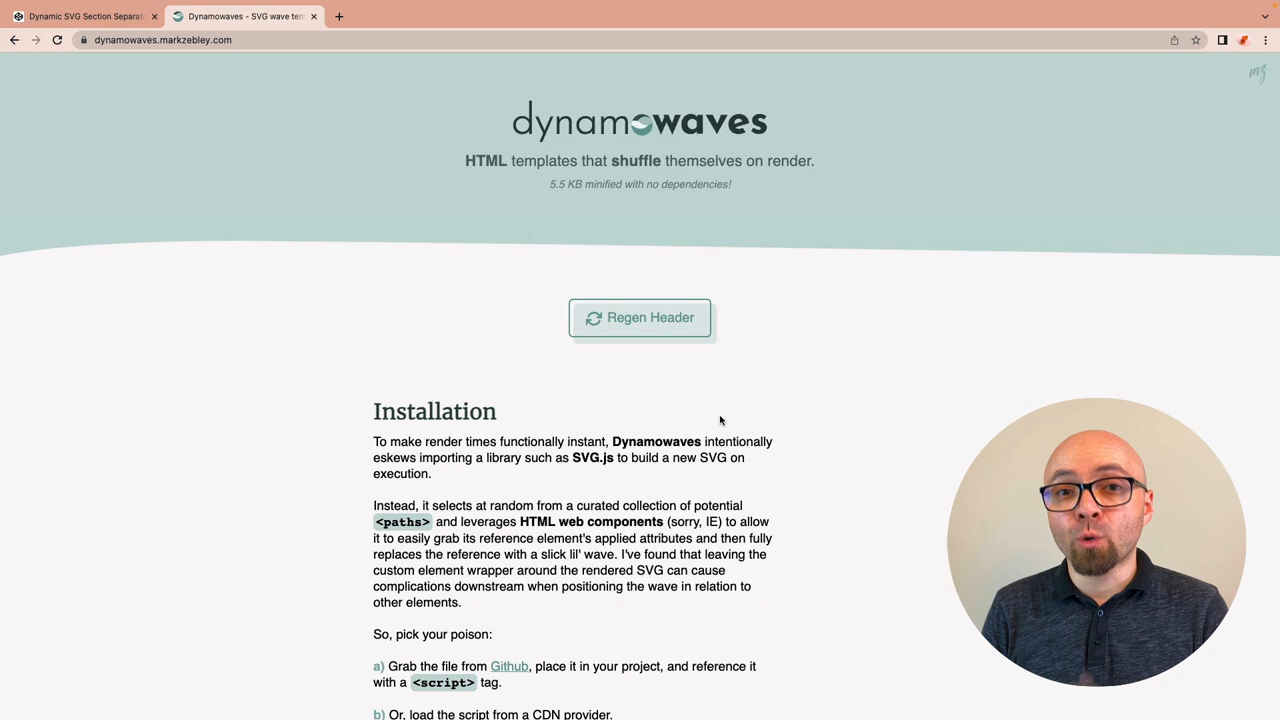 Dynamic SVG Section Separat
Dynamowaves - SVG wave tem
dynamowaves.markzebley.com
mz
dynamowaves
HTML templates that shuffle themselves on render.
5.5 KB minified with no dependencies!
Regen Header
Installation
To make render times functionally instant, Dynamowaves intentionally
eskews importing a library such as SVG.js to build a new SVG on
execution.
Instead, it selects at random from a curated collection of potential
<paths> and leverages HTML web components (sorry, IE) to allow
it to easily grab its reference element's applied attributes and then fully
replaces the reference with a slick lil' wave. I've found that leaving the
custom element wrapper around the rendered SVG can cause
complications downstream when positioning the wave in relation to
other elements.
So, pick your poison:
a) Grab the file from Github, place it in your project, and reference it
with a <script> tag.
b) Or, load the script from a CDN provider.